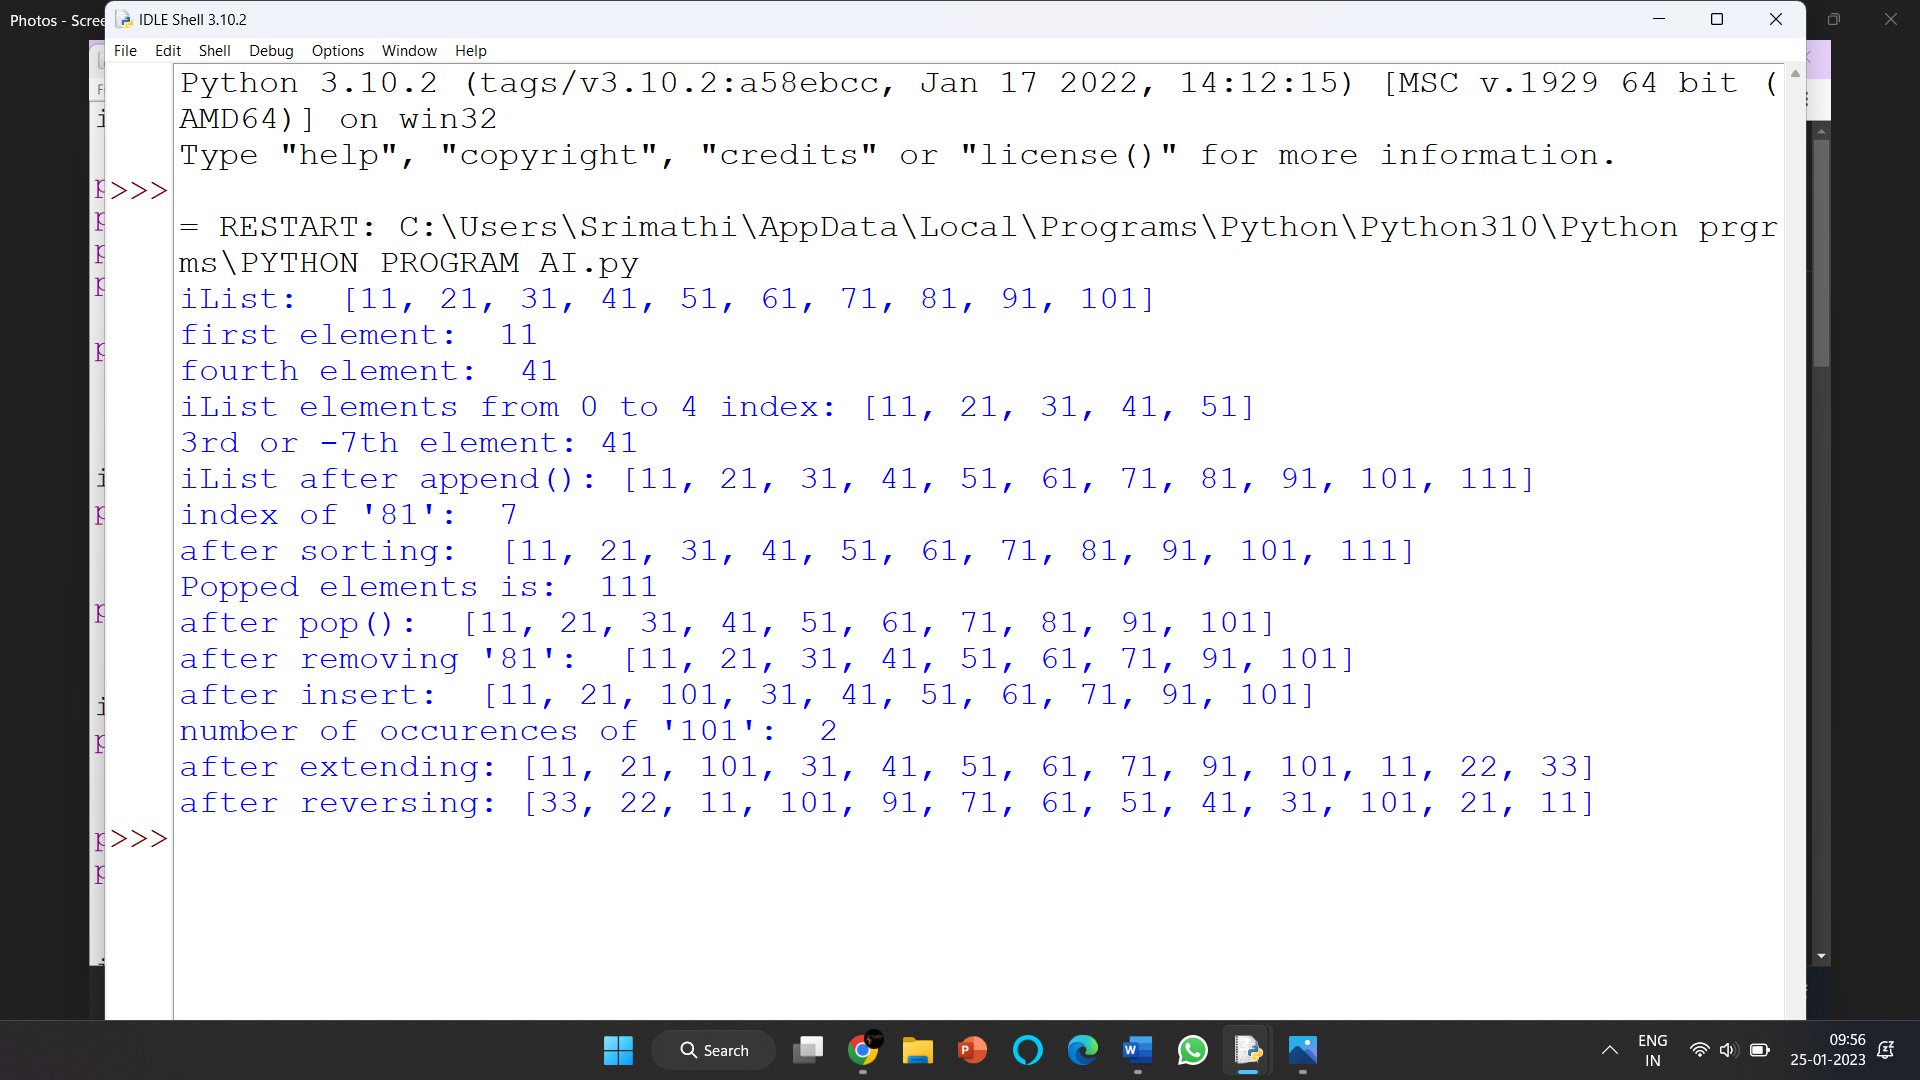 Photos - Scree
IDLE Shell 3.10.2
File Edit Shell Debug Options Window Help
Python 3.10.2 (tags/v3.10.2:a58ebcc, Jan 17 2022, 14:12:15) [MSC v.1929 64 bit (
AMD64)] on win32
Type "help", "copyright", "credits" or "license()" for more information.
>>>
= RESTART: C:\Users\Srimathi\AppData\Local\Programs\Python\Python310\Python prgr
ms\PYTHON PROGRAM AI.py
iList:  [11, 21, 31, 41, 51, 61, 71, 81, 91, 101]
first element:  11
fourth element:  41
iList elements from 0 to 4 index: [11, 21, 31, 41, 51]
3rd or -7th element: 41
iList after append(): [11, 21, 31, 41, 51, 61, 71, 81, 91, 101, 111]
index of '81':  7
after sorting:  [11, 21, 31, 41, 51, 61, 71, 81, 91, 101, 111]
Popped elements is:  111
after pop():  [11, 21, 31, 41, 51, 61, 71, 81, 91, 101]
after removing '81':  [11, 21, 31, 41, 51, 61, 71, 91, 101]
after insert:  [11, 21, 101, 31, 41, 51, 61, 71, 91, 101]
number of occurences of '101':  2
after extending: [11, 21, 101, 31, 41, 51, 61, 71, 91, 101, 11, 22, 33]
after reversing: [33, 22, 11, 101, 91, 71, 61, 51, 41, 31, 101, 21, 11]
>>>
Search
ENG
IN
09:56
25-01-2023